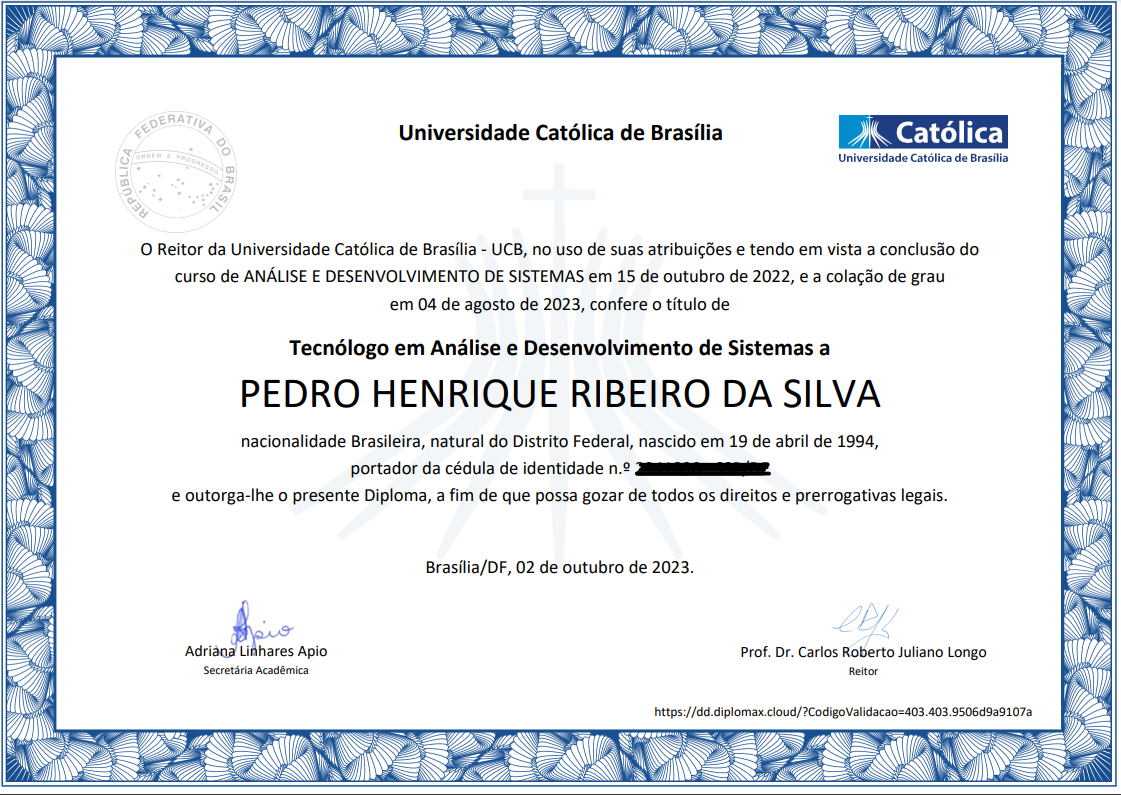 REPÚBLICA FEDERATIVA DO BRASIL
ORDEM E PROGRESSO
Universidade Católica de Brasília
Católica
Universidade Católica de Brasília
O Reitor da Universidade Católica de Brasília - UCB, no uso de suas atribuições e tendo em vista a conclusão do
curso de ANÁLISE E DESENVOLVIMENTO DE SISTEMAS em 15 de outubro de 2022, e a colação de grau
em 04 de agosto de 2023, confere o título de
Tecnólogo em Análise e Desenvolvimento de Sistemas a
PEDRO HENRIQUE RIBEIRO DA SILVA
nacionalidade Brasileira, natural do Distrito Federal, nascido em 19 de abril de 1994,
portador da cédula de identidade n.º
e outorga-lhe o presente Diploma, a fim de que possa gozar de todos os direitos e prerrogativas legais.
Brasília/DF, 02 de outubro de 2023.
Apio
Adriana Linhares Apio
Secretária Acadêmica
Prof. Dr. Carlos Roberto Juliano Longo
Reitor
https://dd.diplomax.cloud/?CodigoValidacao=403.403.9506d9a9107a